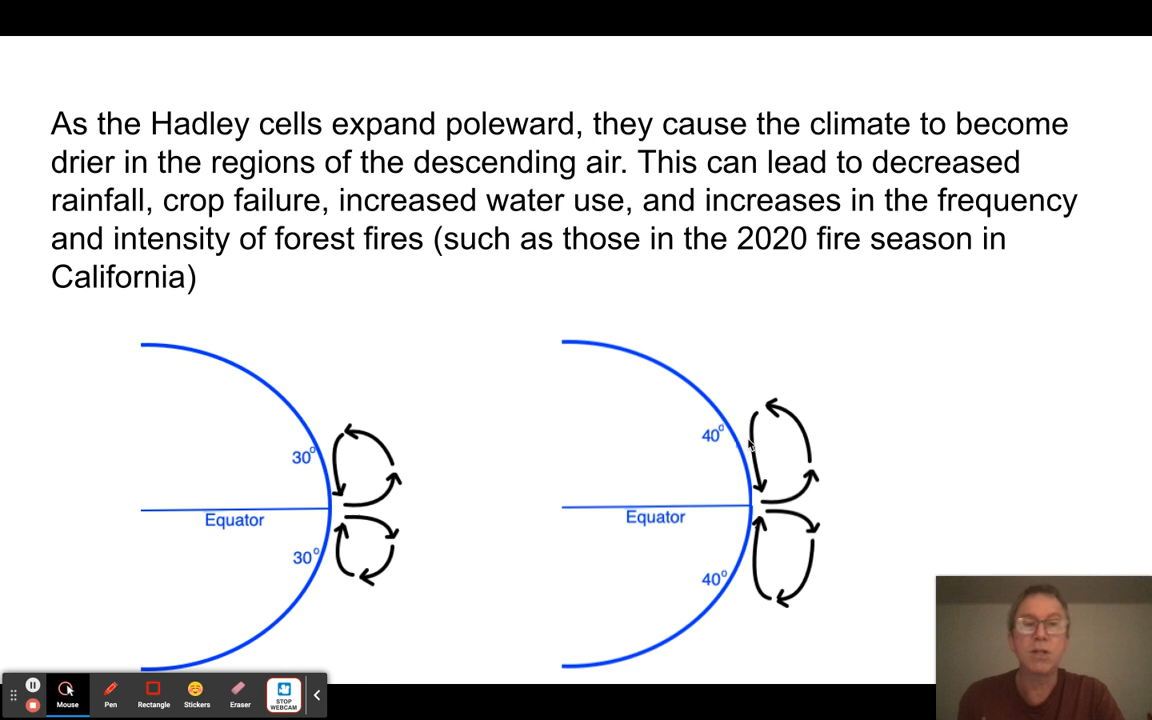 As the Hadley cells expand poleward, they cause the climate to become
drier in the regions of the descending air. This can lead to decreased
rainfall, crop failure, increased water use, and increases in the frequency
and intensity of forest fires (such as those in the 2020 fire season in
California)
30°
Equator
30°
40°
Equator
40°
Mouse
Pen
Rectangle
Stickers
Eraser
STOP
WEBCAM